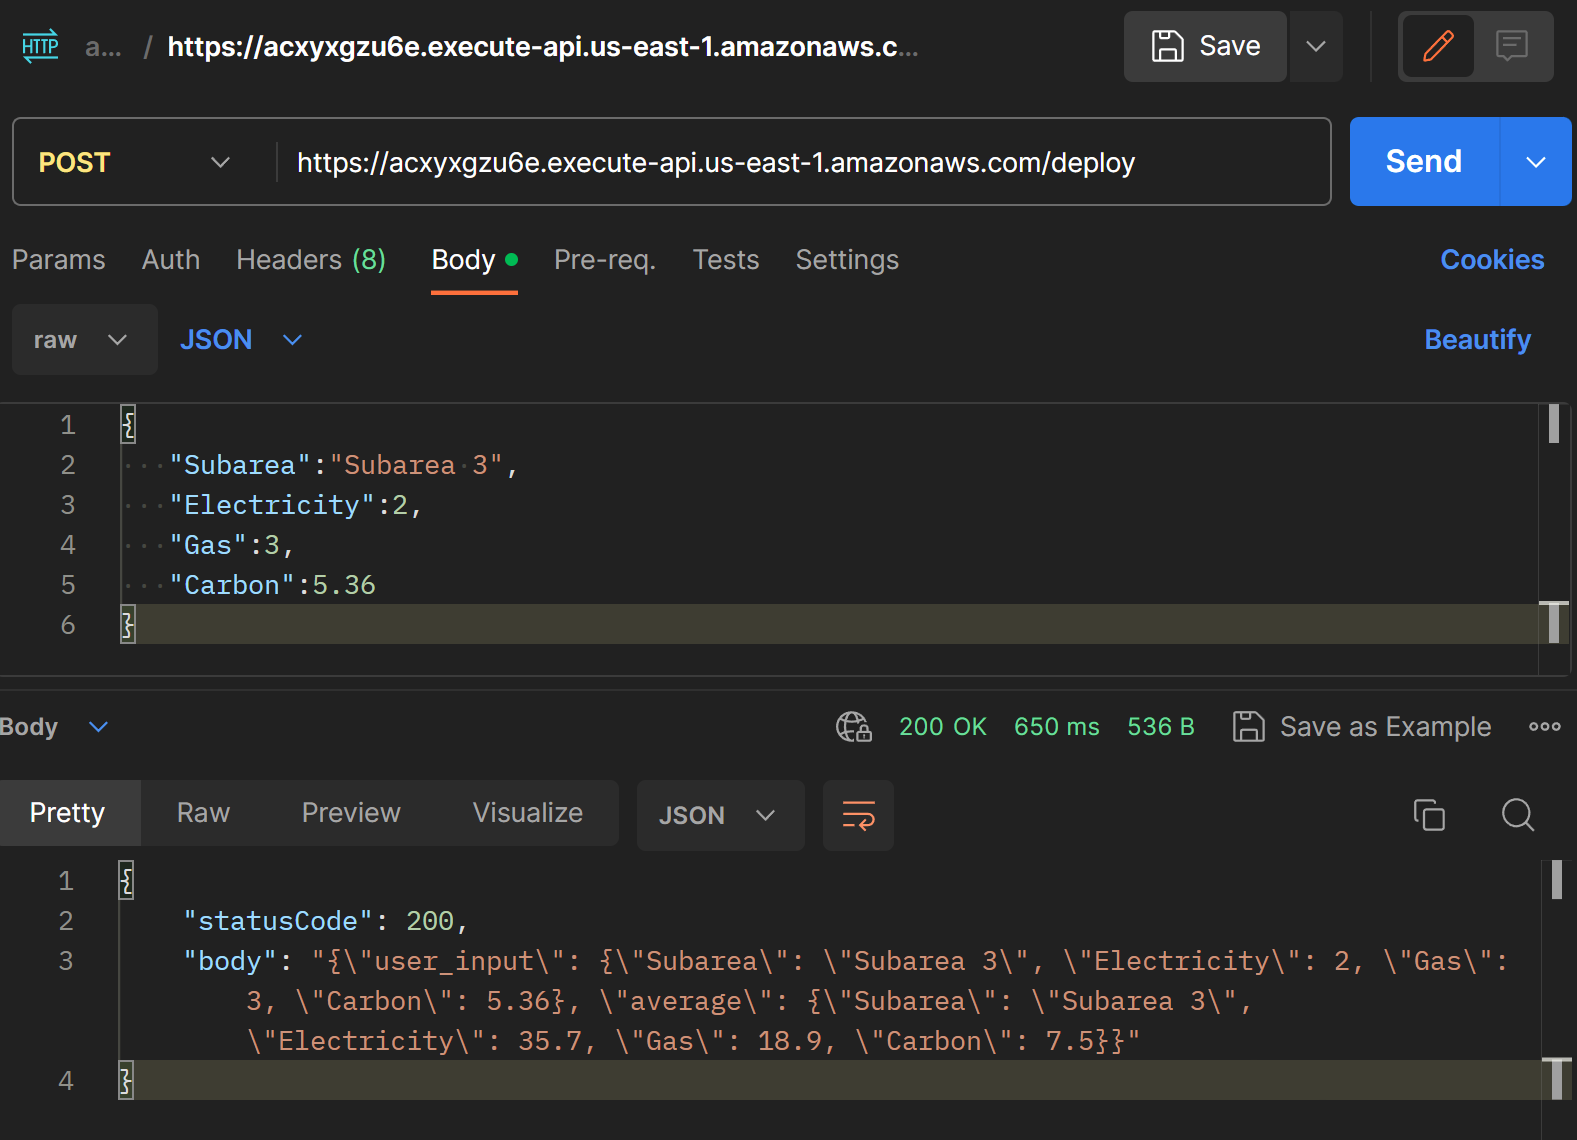 HTTP a... / https://acxyxgzu6e.execute-api.us-east-1.amazonaws.c... Save
POST https://acxyxgzu6e.execute-api.us-east-1.amazonaws.com/deploy Send
Params Auth Headers (8) Body Pre-req. Tests Settings Cookies
raw JSON Beautify
1 {
2 "Subarea":"Subarea 3",
3 "Electricity":2,
4 "Gas":3,
5 "Carbon":5.36
6 }
Body 200 OK 650 ms 536 B Save as Example
Pretty Raw Preview Visualize JSON
1 {
2 "statusCode": 200,
3 "body": "{\"user_input\": {\"Subarea\": \"Subarea 3\", \"Electricity\": 2, \"Gas\":
3, \"Carbon\": 5.36}, \"average\": {\"Subarea\": \"Subarea 3\",
\"Electricity\": 35.7, \"Gas\": 18.9, \"Carbon\": 7.5}}"
4 }